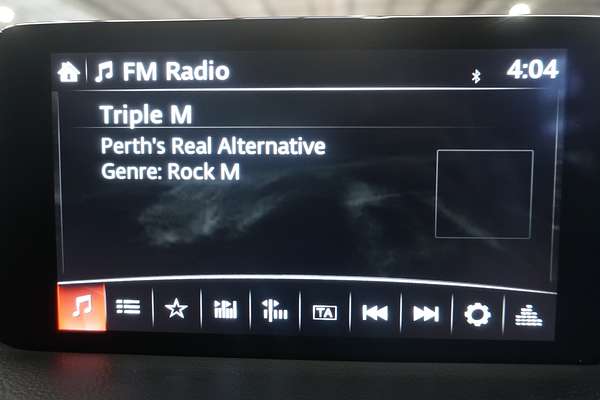 FM Radio
4:04
Triple M
Perth's Real Alternative
Genre: Rock M
TA